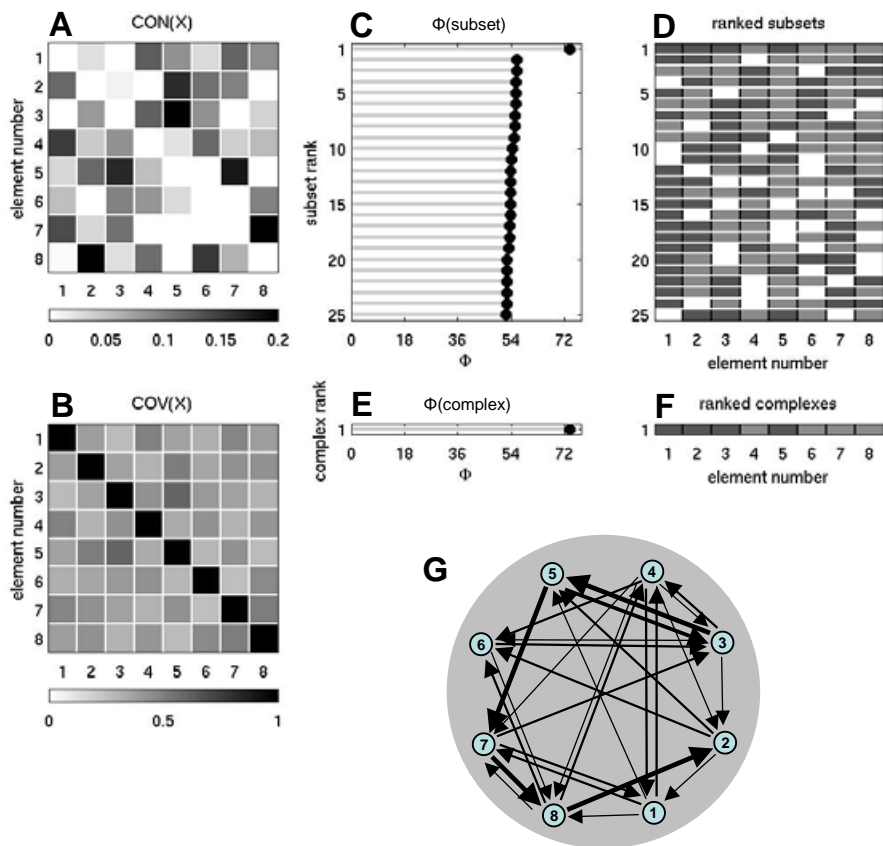 A
CON(X)
element number
1
2
3
4
5
6
7
8
1 2 3 4 5 6 7 8
0 0.05 0.1 0.15 0.2
C
Φ(subset)
subset rank
1
5
10
15
20
25
0 18 36 54 72
Φ
D
ranked subsets
1
5
10
15
20
25
1 2 3 4 5 6 7 8
element number
B
COV(X)
element number
1
2
3
4
5
6
7
8
1 2 3 4 5 6 7 8
0 0.5 1
E
Φ(complex)
complex rank
1
0 18 36 54 72
Φ
F
ranked complexes
1
1 2 3 4 5 6 7 8
element number
G
5 4
6 3
7 2
8 1